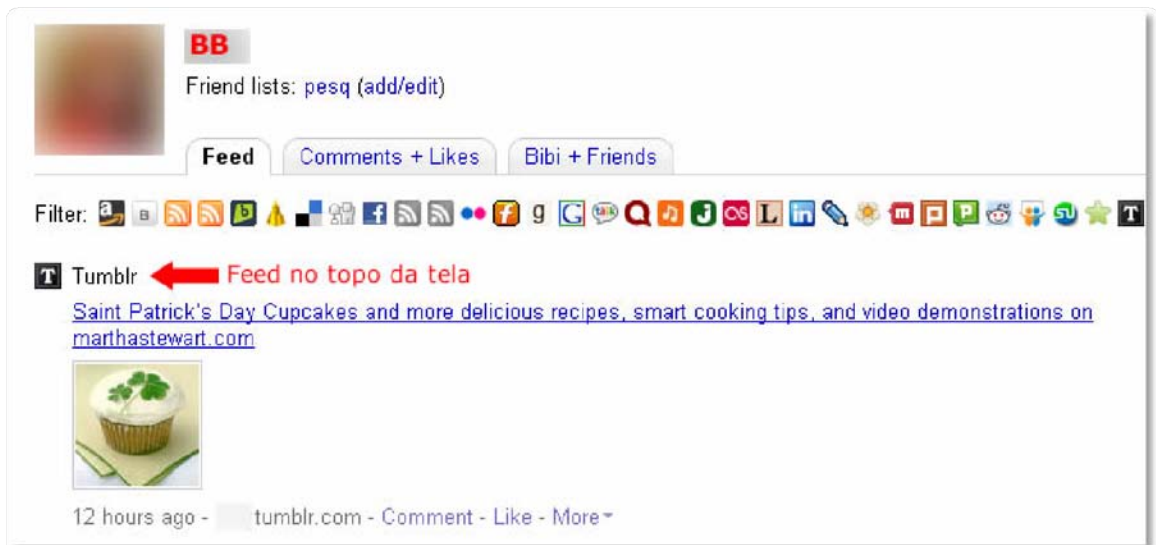 BB
Friend lists: pesq (add/edit)
Feed Comments + Likes Bibi + Friends
Filter:
Tumblr Feed no topo da tela
Saint Patrick's Day Cupcakes and more delicious recipes, smart cooking tips, and video demonstrations on
marthastewart.com
12 hours ago - tumblr.com - Comment - Like - More